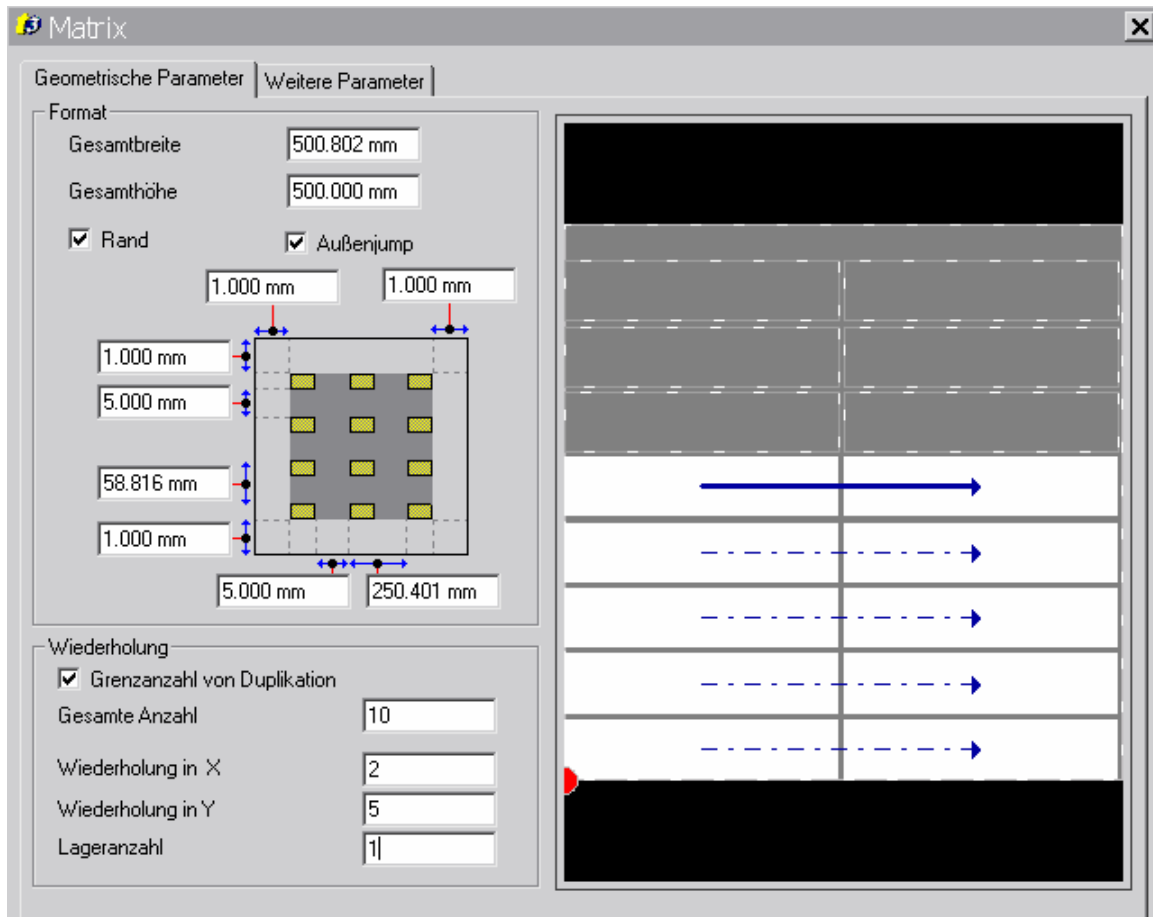 Matrix
Geometrische Parameter
Weitere Parameter
Format
Gesamtbreite
500.802 mm
Gesamthöhe
500.000 mm
Rand
Außenjump
1.000 mm
1.000 mm
1.000 mm
5.000 mm
58.816 mm
1.000 mm
5.000 mm
250.401 mm
Wiederholung
Grenzanzahl von Duplikation
Gesamte Anzahl
10
Wiederholung in X
2
Wiederholung in Y
5
Lageranzahl
1